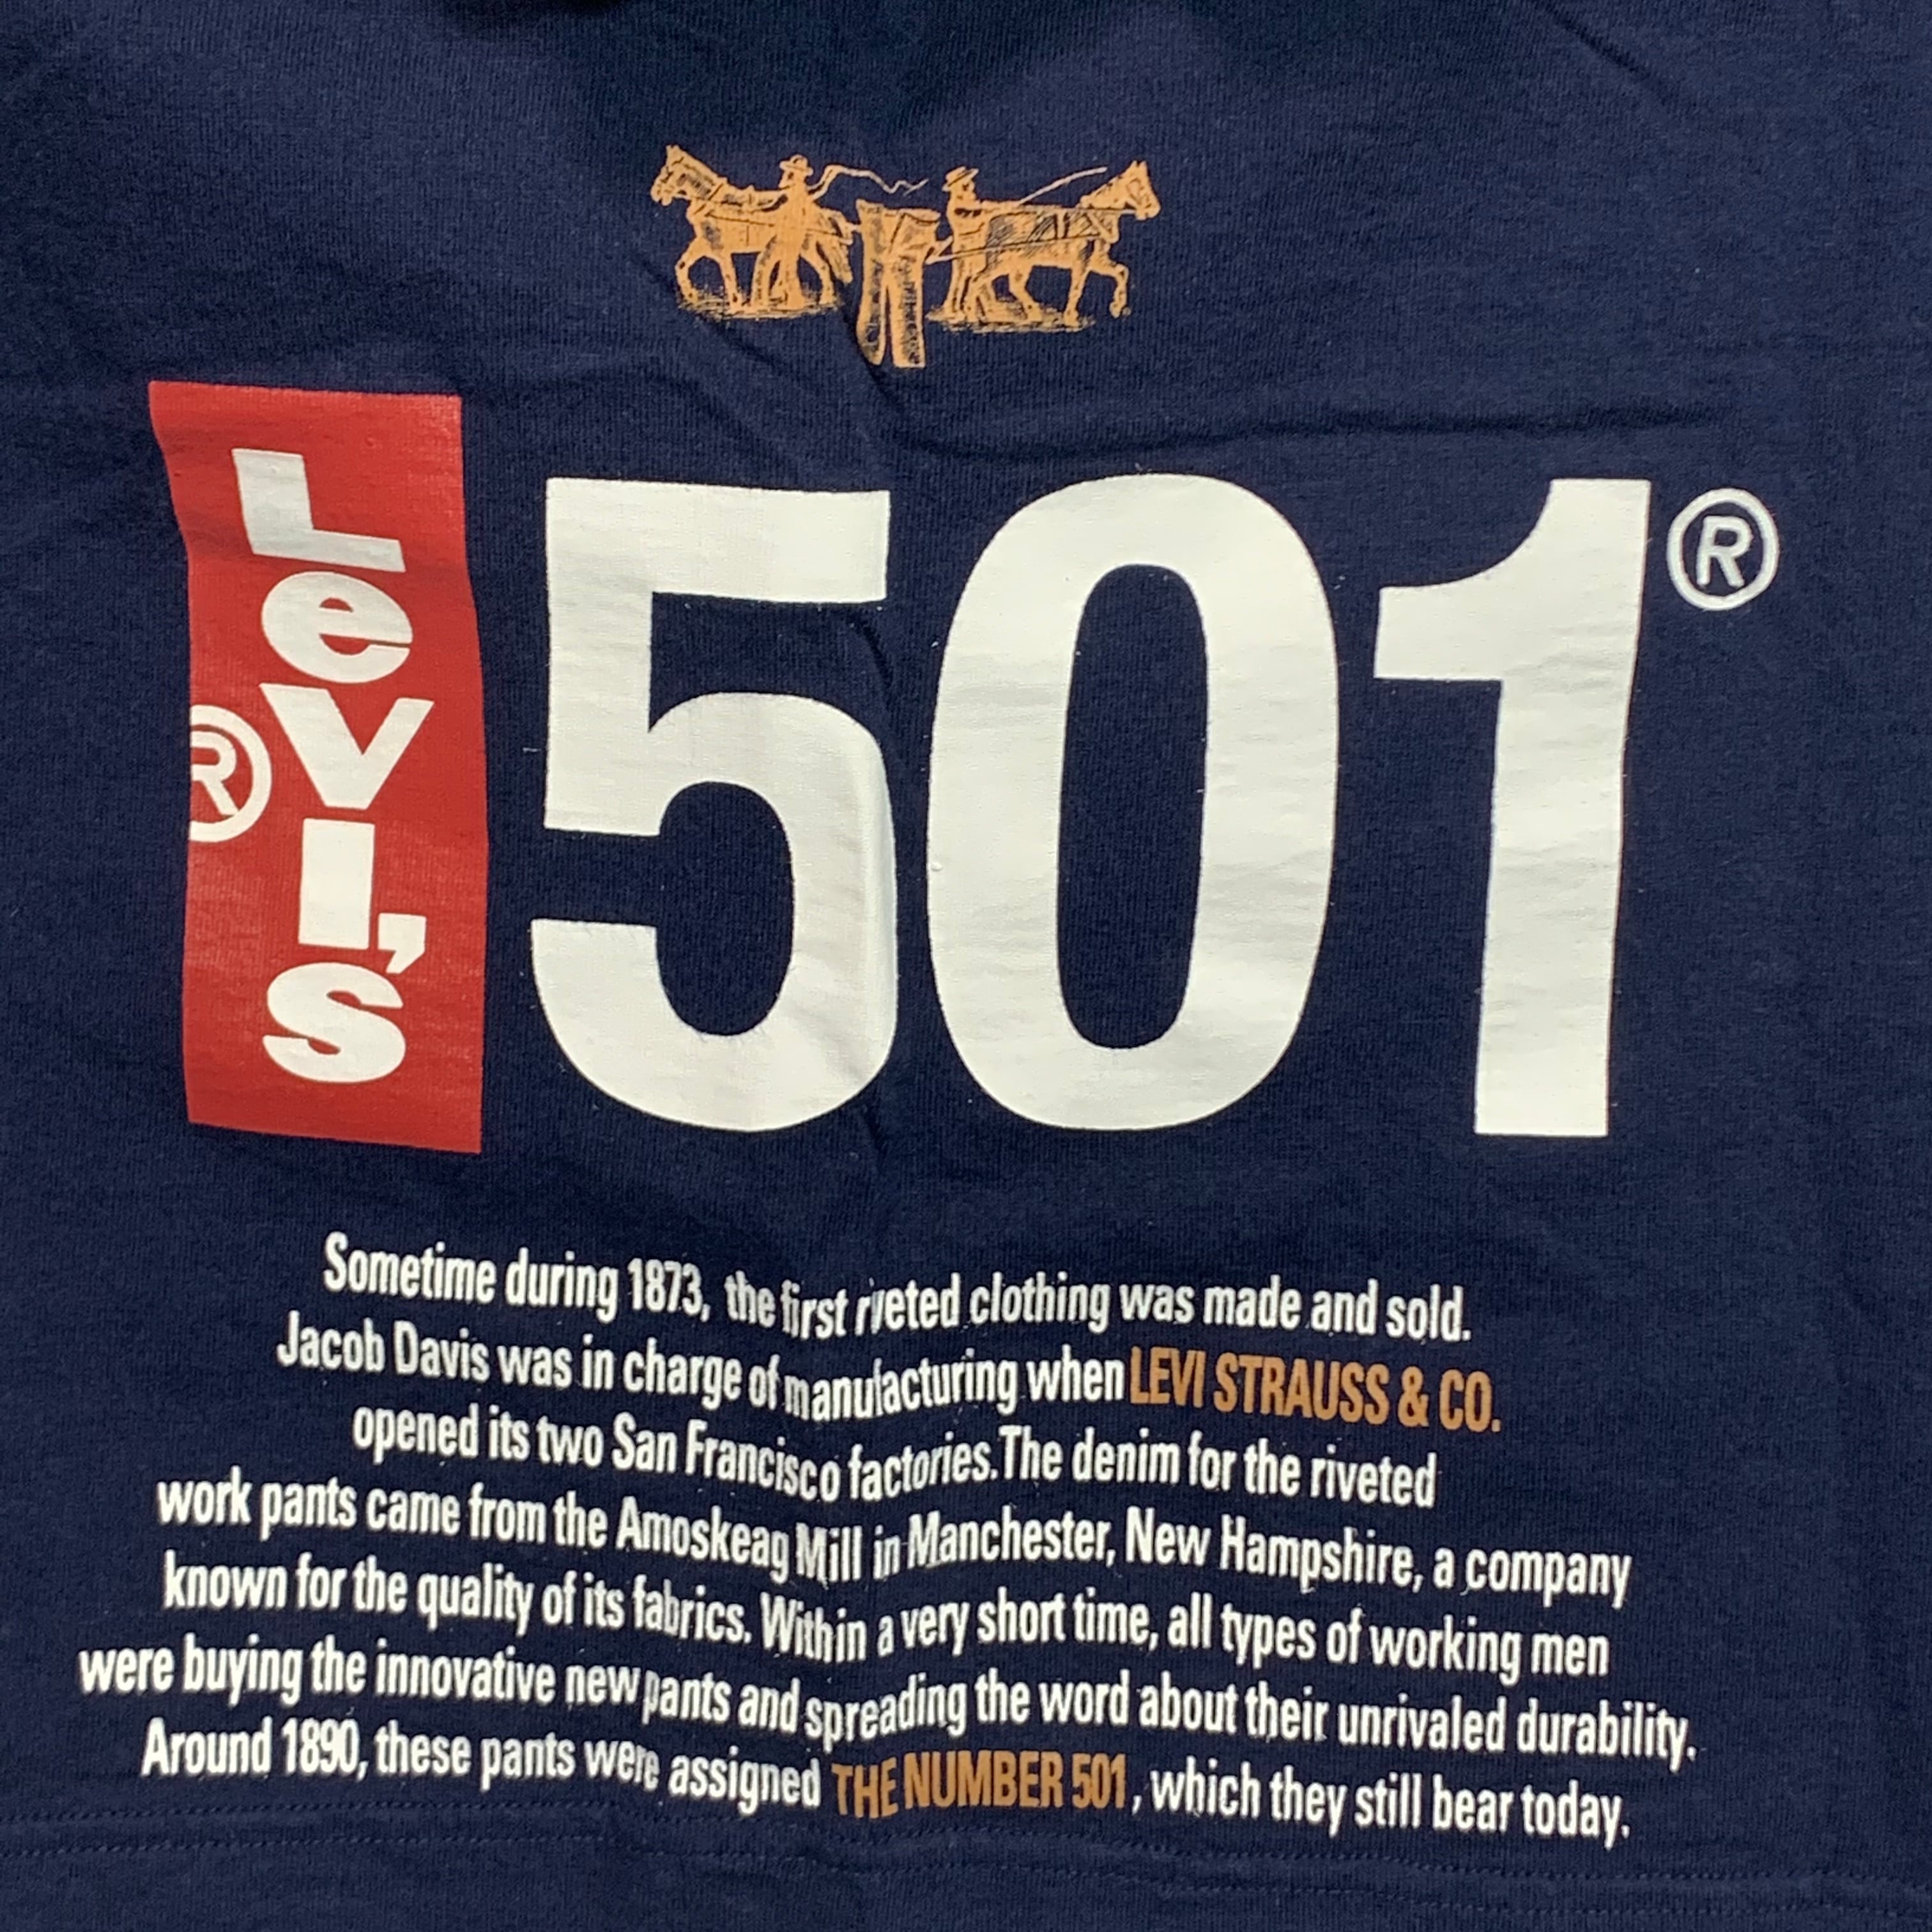 Levi's
®
501®
Sometime during 1873, the first riveted clothing was made and sold.
Jacob Davis was in charge of manufacturing when LEVI STRAUSS & CO.
opened its two San Francisco factories. The denim for the riveted
work pants came from the Amoskeag Mill in Manchester, New Hampshire, a company
known for the quality of its fabrics. Within a very short time, all types of working men
were buying the innovative new pants and spreading the word about their unrivaled durability.
Around 1890, these pants were assigned THE NUMBER 501, which they still bear today.